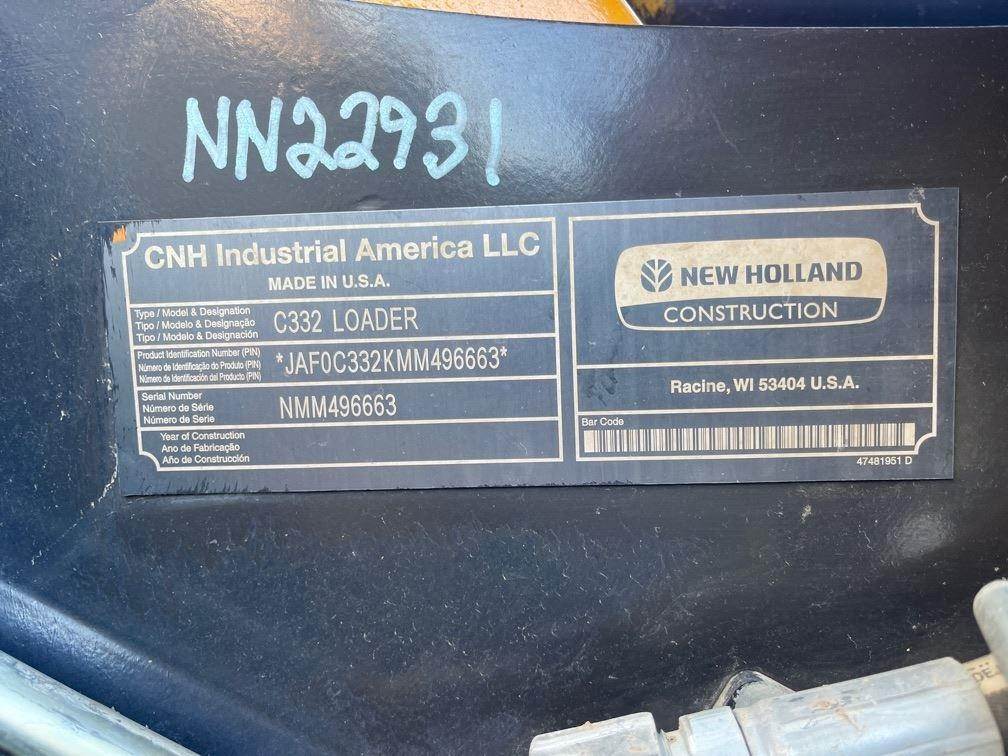 NN22931
CNH Industrial America LLC
MADE IN U.S.A.
Type / Model & Designation
Tipo / Modelo & Designação
Tipo / Modelo & Designación
C332 LOADER
Product Identification Number (PIN)
Número de Identificação do Produto (PIN)
Número de Identificación del Producto (PIN)
*JAF0C332KMM496663*
Serial Number
Número de Série
Número de Serie
NMM496663
Year of Construction
Ano de Fabricação
Año de Construcción
NEW HOLLAND
CONSTRUCTION
Racine, WI 53404 U.S.A.
Bar Code
47481951 D